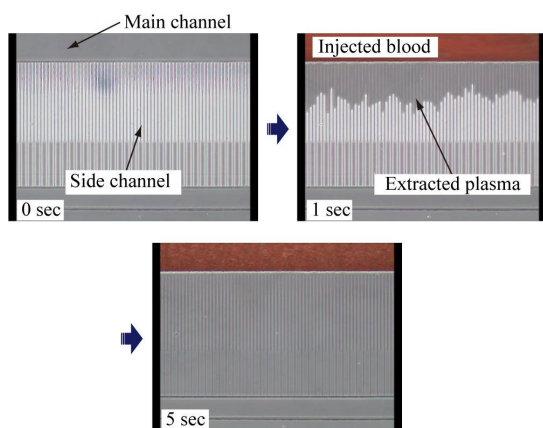 Main channel
Injected blood
Side channel
Extracted plasma
0 sec
1 sec
5 sec